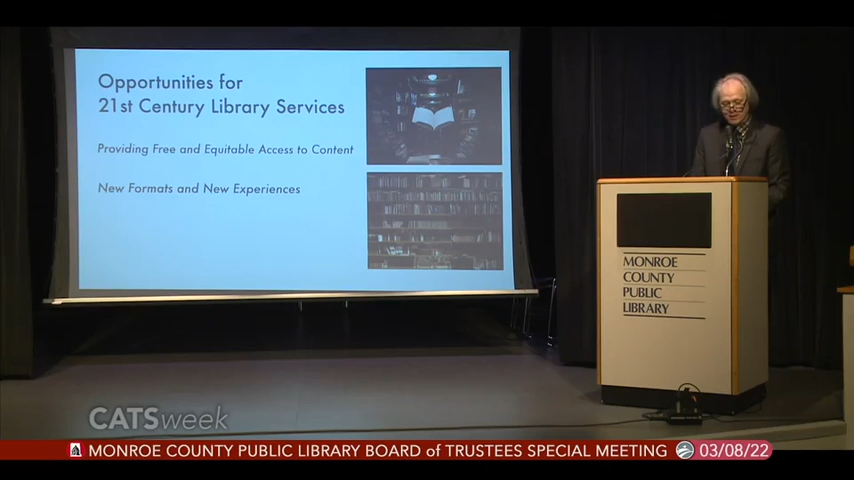 Opportunities for
21st Century Library Services
Providing Free and Equitable Access to Content
New Formats and New Experiences
MONROE
COUNTY
PUBLIC
LIBRARY
CATSweek
MONROE COUNTY PUBLIC LIBRARY BOARD of TRUSTEES SPECIAL MEETING 03/08/22